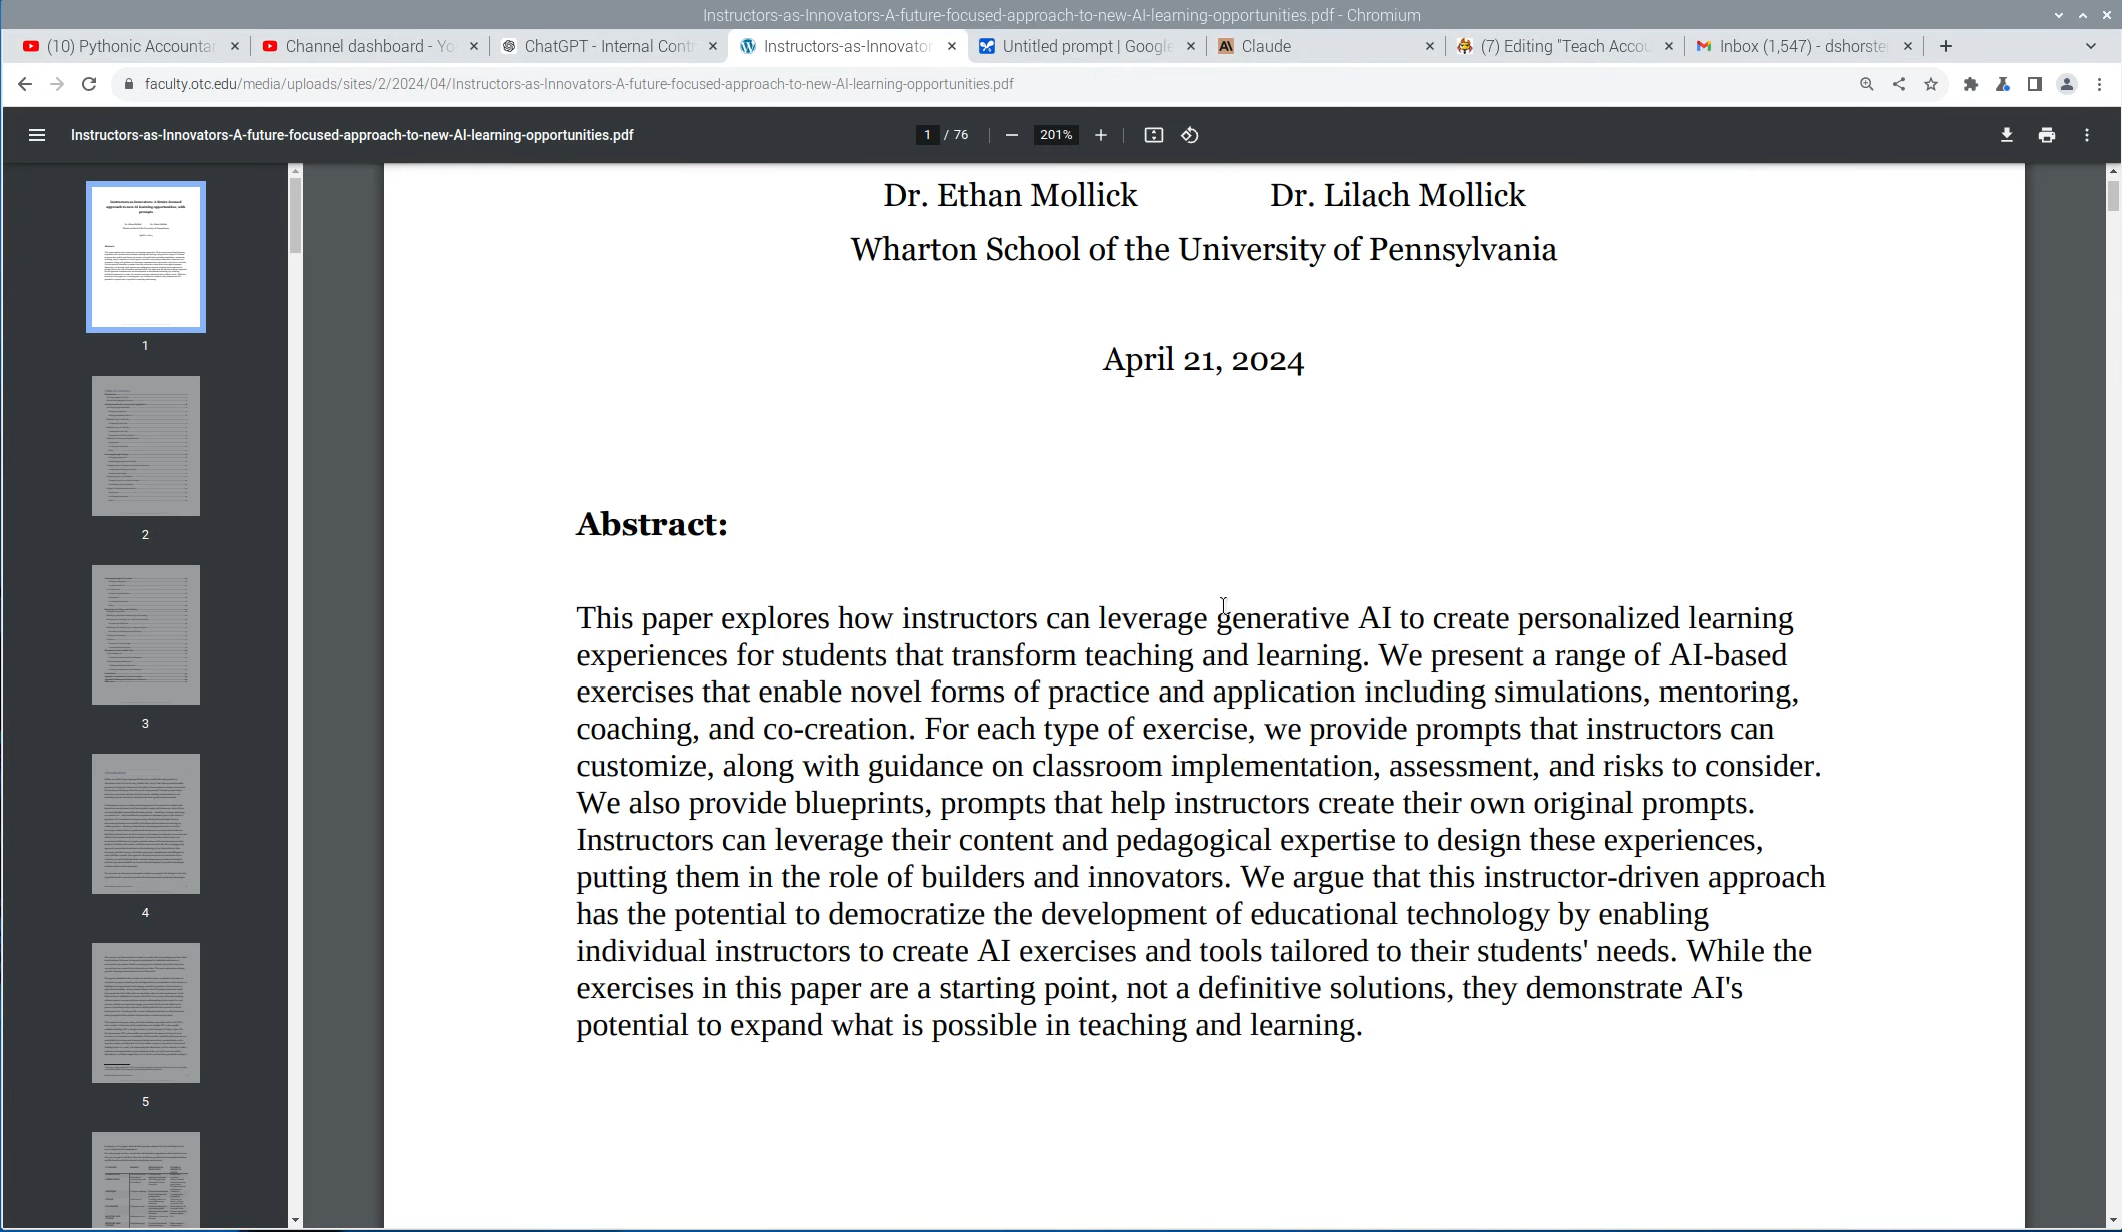 Instructors-as-Innovators-A-future-focused-approach-to-new-AI-learning-opportunities.pdf - Chromium
(10) Pythonic Accounta
Channel dashboard - Yo
ChatGPT - Internal Cont
Instructors-as-Innovator
Untitled prompt | Google
Claude
(7) Editing "Teach Accou
Inbox (1,547) - dshorste
faculty.otc.edu/media/uploads/sites/2/2024/04/Instructors-as-Innovators-A-future-focused-approach-to-new-AI-learning-opportunities.pdf
Instructors-as-Innovators-A-future-focused-approach-to-new-AI-learning-opportunities.pdf
1 / 76
201%
1
2
3
4
5
Dr. Ethan Mollick Dr. Lilach Mollick
Wharton School of the University of Pennsylvania
April 21, 2024
Abstract:
This paper explores how instructors can leverage generative AI to create personalized learning
experiences for students that transform teaching and learning. We present a range of AI-based
exercises that enable novel forms of practice and application including simulations, mentoring,
coaching, and co-creation. For each type of exercise, we provide prompts that instructors can
customize, along with guidance on classroom implementation, assessment, and risks to consider.
We also provide blueprints, prompts that help instructors create their own original prompts.
Instructors can leverage their content and pedagogical expertise to design these experiences,
putting them in the role of builders and innovators. We argue that this instructor-driven approach
has the potential to democratize the development of educational technology by enabling
individual instructors to create AI exercises and tools tailored to their students' needs. While the
exercises in this paper are a starting point, not a definitive solutions, they demonstrate AI's
potential to expand what is possible in teaching and learning.